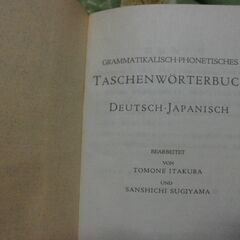 GRAMMATIKALISCH-PHONETISCHES
TASCHENWÖRTERBUC
DEUTSCH-JAPANISCH
BEARBEITET
VON
TOMONE ITAKURA
UND
SANSHICHI SUGIYAMA